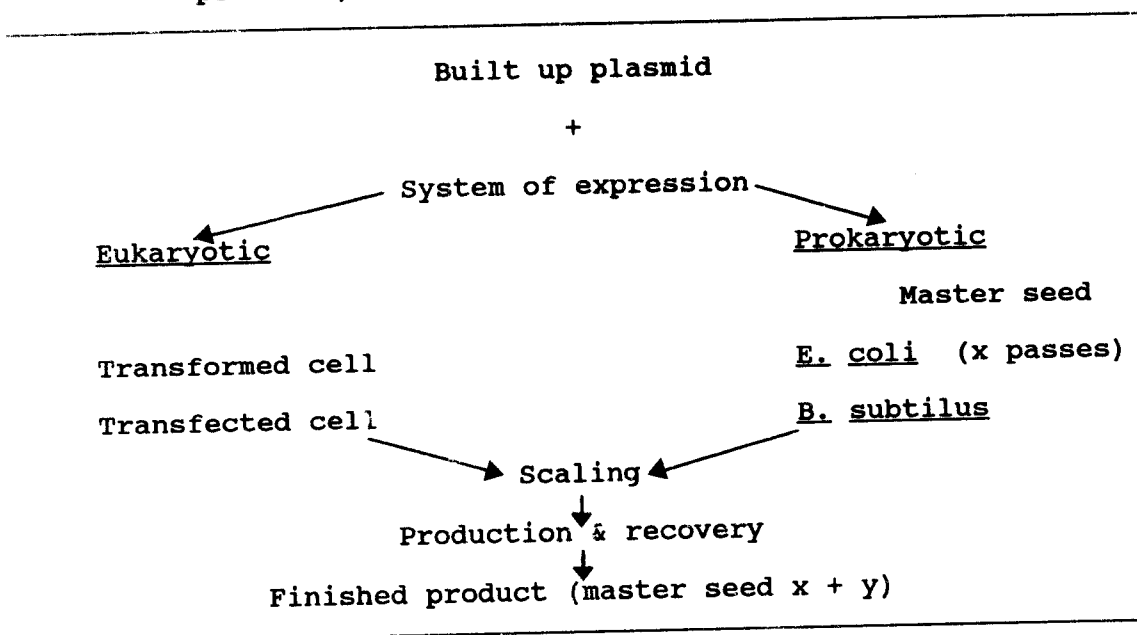 Built up plasmid
+
System of expression
Eukaryotic Prokaryotic
Master seed
Transformed cell E. coli (x passes)
Transfected cell B. subtilus
Scaling
Production & recovery
Finished product (master seed x + y)